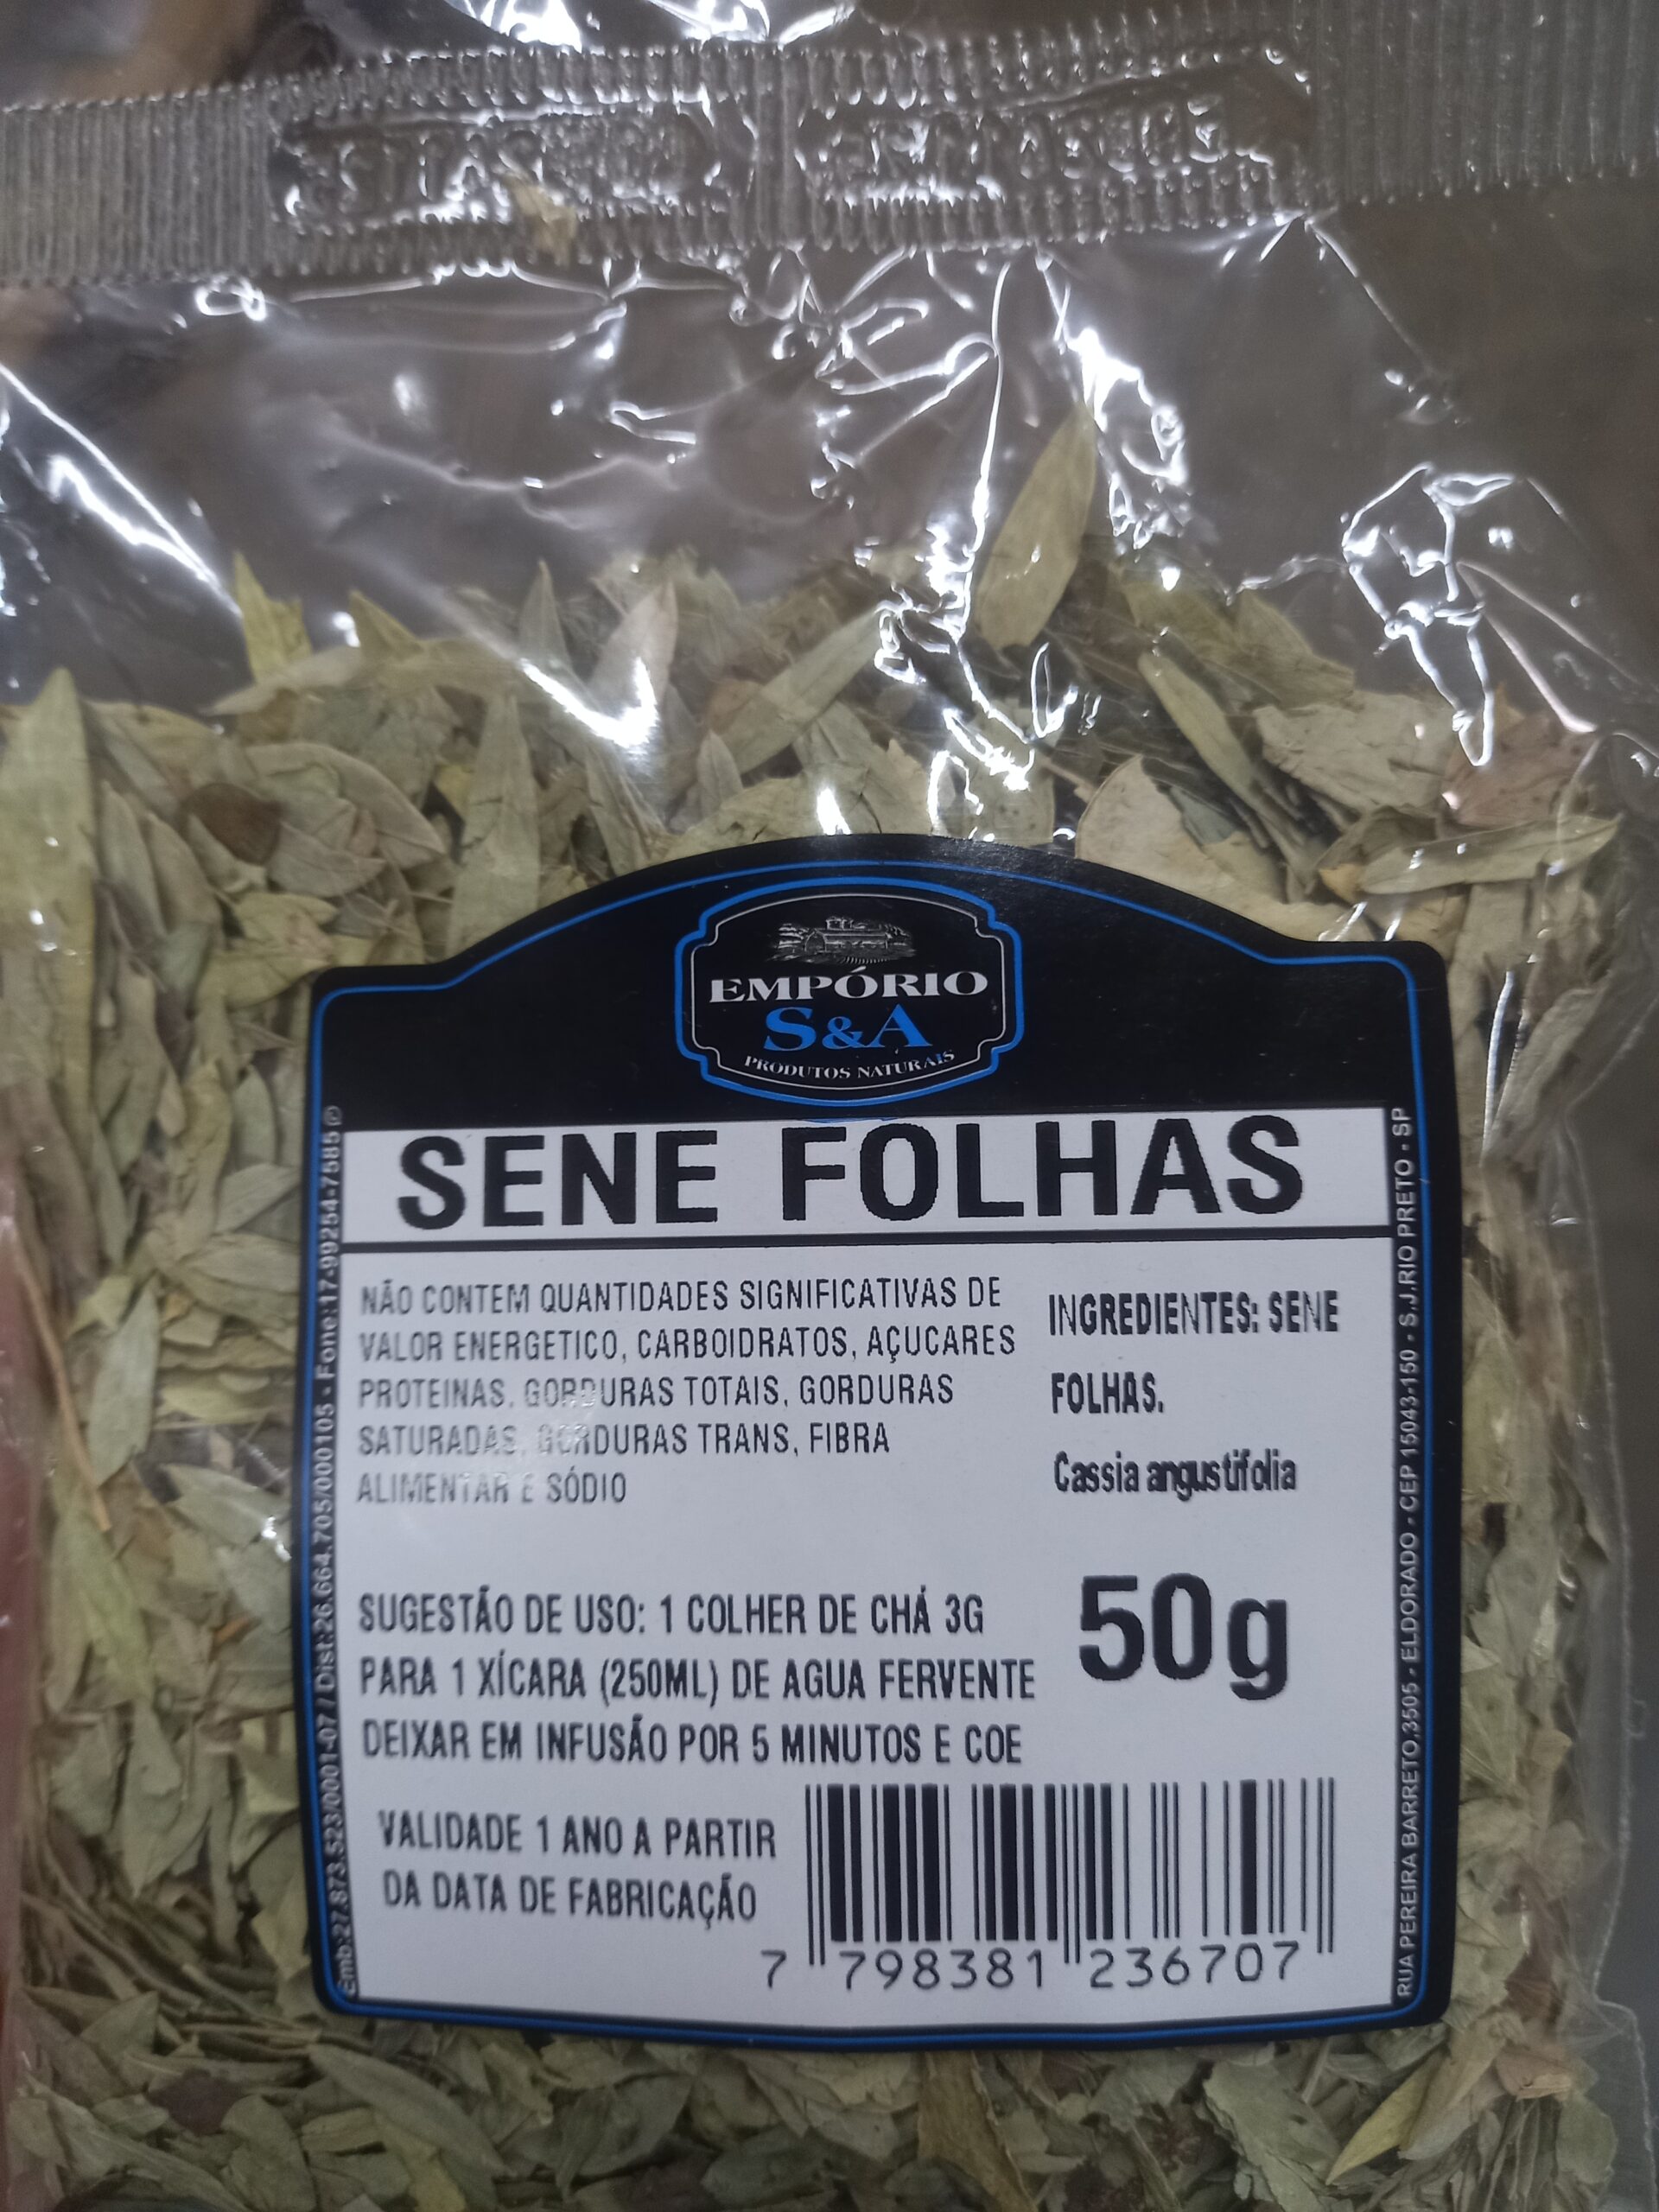 EMPÓRIO
S&A
PRODUTOS NATURAIS
SENE FOLHAS
NÃO CONTEM QUANTIDADES SIGNIFICATIVAS DE
VALOR ENERGETICO, CARBOIDRATOS, AÇUCARES
PROTEINAS, GORDURAS TOTAIS, GORDURAS
SATURADAS, GORDURAS TRANS, FIBRA
ALIMENTAR E SÓDIO
INGREDIENTES: SENE
FOLHAS.
Cassia angustifolia
SUGESTÃO DE USO: 1 COLHER DE CHÁ 3G
PARA 1 XÍCARA (250ML) DE AGUA FERVENTE
DEIXAR EM INFUSÃO POR 5 MINUTOS E COE
50g
VALIDADE 1 ANO A PARTIR
DA DATA DE FABRICAÇÃO
7 798381 236707
Emb:27.873.523/0001-07 / Dist:26.664.705/000105 - Fone:17-99254-7585
RUA PEREIRA BARRETO,3505 - ELDORADO - CEP 15043-150 - S.J.RIO PRETO - SP